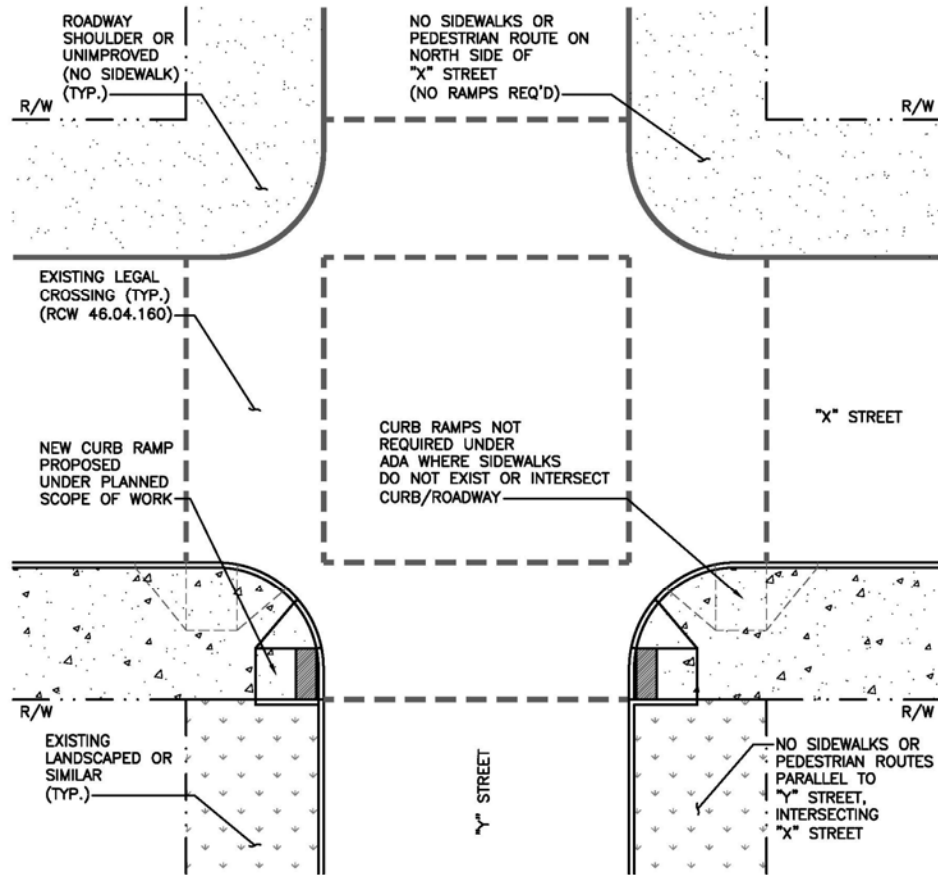 ROADWAY
SHOULDER OR
UNIMPROVED
(NO SIDEWALK)
(TYP.)
NO SIDEWALKS OR
PEDESTRIAN ROUTE ON
NORTH SIDE OF
"X" STREET
(NO RAMPS REQ'D)
R/W
R/W
EXISTING LEGAL
CROSSING (TYP.)
(RCW 46.04.160)
"X" STREET
NEW CURB RAMP
PROPOSED
UNDER PLANNED
SCOPE OF WORK
CURB RAMPS NOT
REQUIRED UNDER
ADA WHERE SIDEWALKS
DO NOT EXIST OR INTERSECT
CURB/ROADWAY
R/W
R/W
EXISTING
LANDSCAPED OR
SIMILAR
(TYP.)
"Y" STREET
NO SIDEWALKS OR
PEDESTRIAN ROUTES
PARALLEL TO
"Y" STREET,
INTERSECTING
"X" STREET